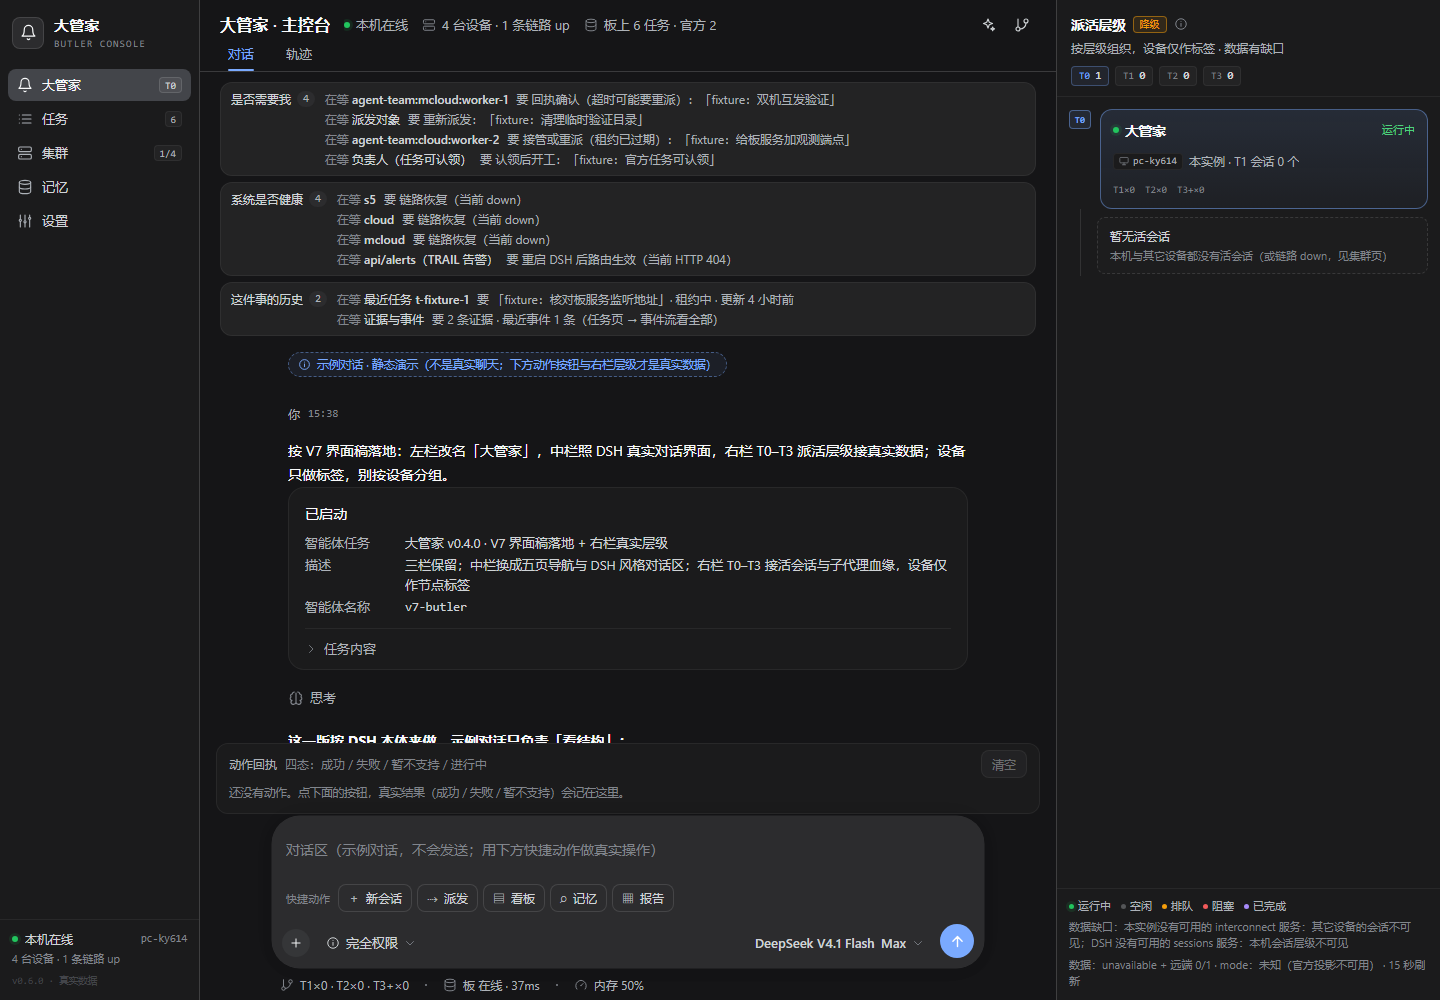 大管家
BUTLER CONSOLE
大管家 T0
任务 6
集群 1/4
记忆
设置
本机在线 pc-ky614
4 台设备 · 1 条链路 up
v0.6.0 · 真实数据
大管家 · 主控台 本机在线 4 台设备 · 1 条链路 up 板上 6 任务 · 官方 2
对话 轨迹
是否需要我 4 在等 agent-team:mcloud:worker-1 要 回执确认（超时可能要重派）：「fixture：双机互发验证」
在等 派发对象 要 重新派发：「fixture：清理临时验证目录」
在等 agent-team:cloud:worker-2 要 接管或重派（租约已过期）：「fixture：给板服务加观测端点」
在等 负责人（任务可认领） 要 认领后开工：「fixture：官方任务可认领」
系统是否健康 4 在等 s5 要 链路恢复（当前 down）
在等 cloud 要 链路恢复（当前 down）
在等 mcloud 要 链路恢复（当前 down）
在等 api/alerts（TRAIL 告警） 要 重启 DSH 后路由生效（当前 HTTP 404）
这件事的历史 2 在等 最近任务 t-fixture-1 要 「fixture：核对板服务监听地址」· 租约中 · 更新 4 小时前
在等 证据与事件 要 2 条证据 · 最近事件 1 条（任务页 → 事件流看全部）
示例对话 · 静态演示（不是真实聊天；下方动作按钮与右栏层级才是真实数据）
你 15:38
按 V7 界面稿落地：左栏改名「大管家」，中栏照 DSH 真实对话界面，右栏 T0–T3 派活层级接真实数据；设备
只做标签，别按设备分组。
已启动
智能体任务 大管家 v0.4.0 · V7 界面稿落地 + 右栏真实层级
描述 三栏保留；中栏换成五页导航与 DSH 风格对话区；右栏 T0–T3 接活会话与子代理血缘，设备仅
作节点标签
智能体名称 v7-butler
任务内容
思考
这一版按 DSH 本体来做，示例对话只负责「看结构」：
动作回执 四态：成功 / 失败 / 暂不支持 / 进行中 清空
还没有动作。点下面的按钮，真实结果（成功 / 失败 / 暂不支持）会记在这里。
对话区（示例对话，不会发送；用下方快捷动作做真实操作）
快捷动作 + 新会话 派发 看板 记忆 报告
+ 完全权限 DeepSeek V4.1 Flash Max
T1×0 · T2×0 · T3+×0 · 板 在线 · 37ms · 内存 50%
派活层级 降级
按层级组织，设备仅作标签 · 数据有缺口
T0 1 T1 0 T2 0 T3 0
T0 大管家 运行中
pc-ky614 本实例 · T1 会话 0 个
T1×0 T2×0 T3+×0
暂无活会话
本机与其它设备都没有活会话（或链路 down，见集群页）
运行中 空闲 排队 阻塞 已完成
数据缺口：本实例没有可用的 interconnect 服务：其它设备的会话不可
见；DSH 没有可用的 sessions 服务：本机会话层级不可见
数据：unavailable + 远端 0/1 · mode：未知（官方投影不可用）· 15 秒刷
新